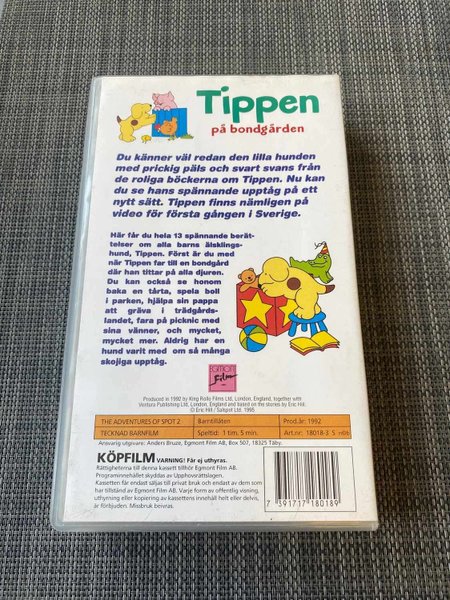 Tippen
på bondgården
Du känner väl redan den lilla hunden
med prickig päls och svart svans från
de roliga böckerna om Tippen. Nu kan
du se hans spännande upptåg på ett
nytt sätt. Tippen finns nämligen på
video för första gången i Sverige.
Här får du hela 13 spännande berät-
telser om alla barns älsklings-
hund, Tippen. Först är du med
när Tippen far till en bondgård
där han tittar på alla djuren.
Du kan också se honom
baka en tårta, spela boll
i parken, hjälpa sin pappa
att gräva i trädgårds-
landet, fara på picknic med
sina vänner, och mycket,
mycket mer. Aldrig har en
hund varit med om så många
skojiga upptåg.
EGMONT
film
Produced in 1992 by King Rollo Films Ltd, London, England, together with
Ventura Publishing Ltd, London, England and based on the stories by Eric Hill.
© Eric Hill / Salspot Ltd. 1995
THE ADVENTURES OF SPOT 2 Barntillåten Prod.år: 1992
TECKNAD BARNFILM Speltid: 1 tim, 5 min. Art.nr: 18018-3 S
Ansvarig utgivare: Anders Bruze, Egmont Film AB, Box 507, 18325 Täby.
KÖPFILM VARNING! Får ej uthyras.
Rättigheterna till denna kassett tillhör Egmont Film AB.
Programinnehållet skyddas av Upphovsrättslagen.
Kassetten får endast säljas till privat bruk och endast av dem som
har tillstånd av Egmont Film AB. Varje form av offentlig visning,
uthyrning eller kopiering av kassettens innehåll helt eller delvis,
är förbjuden. Missbruk beivras.
7 391717 180189